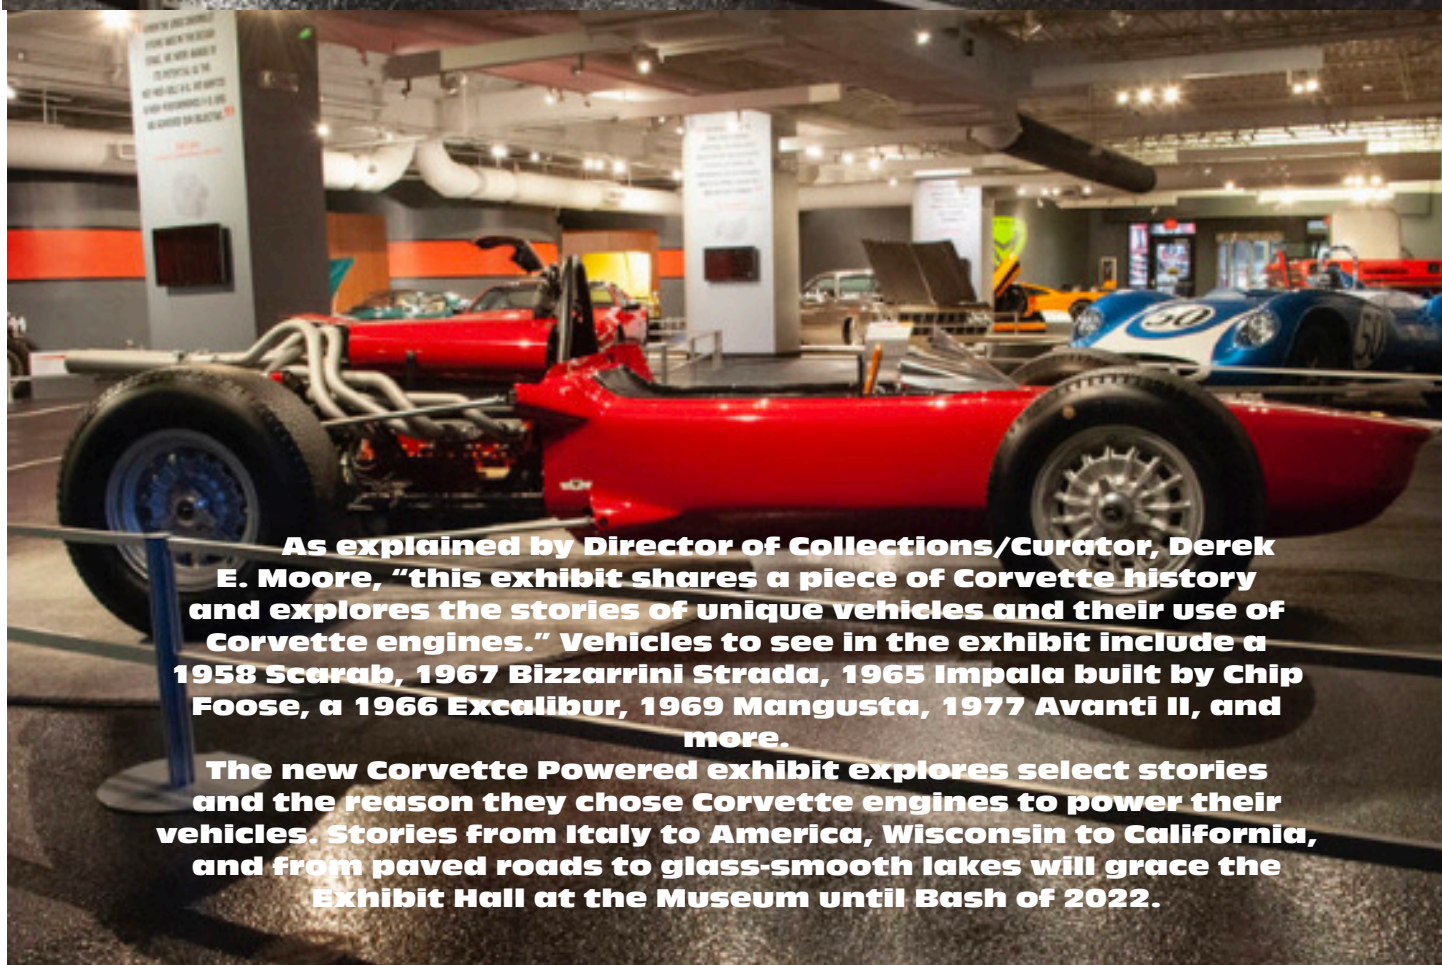 50
50
As explained by Director of Collections/Curator, Derek
E. Moore, “this exhibit shares a piece of Corvette history
and explores the stories of unique vehicles and their use of
Corvette engines.” Vehicles to see in the exhibit include a
1958 Scarab, 1967 Bizzarrini Strada, 1965 Impala built by Chip
Foose, a 1966 Excalibur, 1969 Mangusta, 1977 Avanti II, and
more.
The new Corvette Powered exhibit explores select stories
and the reason they chose Corvette engines to power their
vehicles. Stories from Italy to America, Wisconsin to California,
and from paved roads to glass-smooth lakes will grace the
Exhibit Hall at the Museum until Bash of 2022.